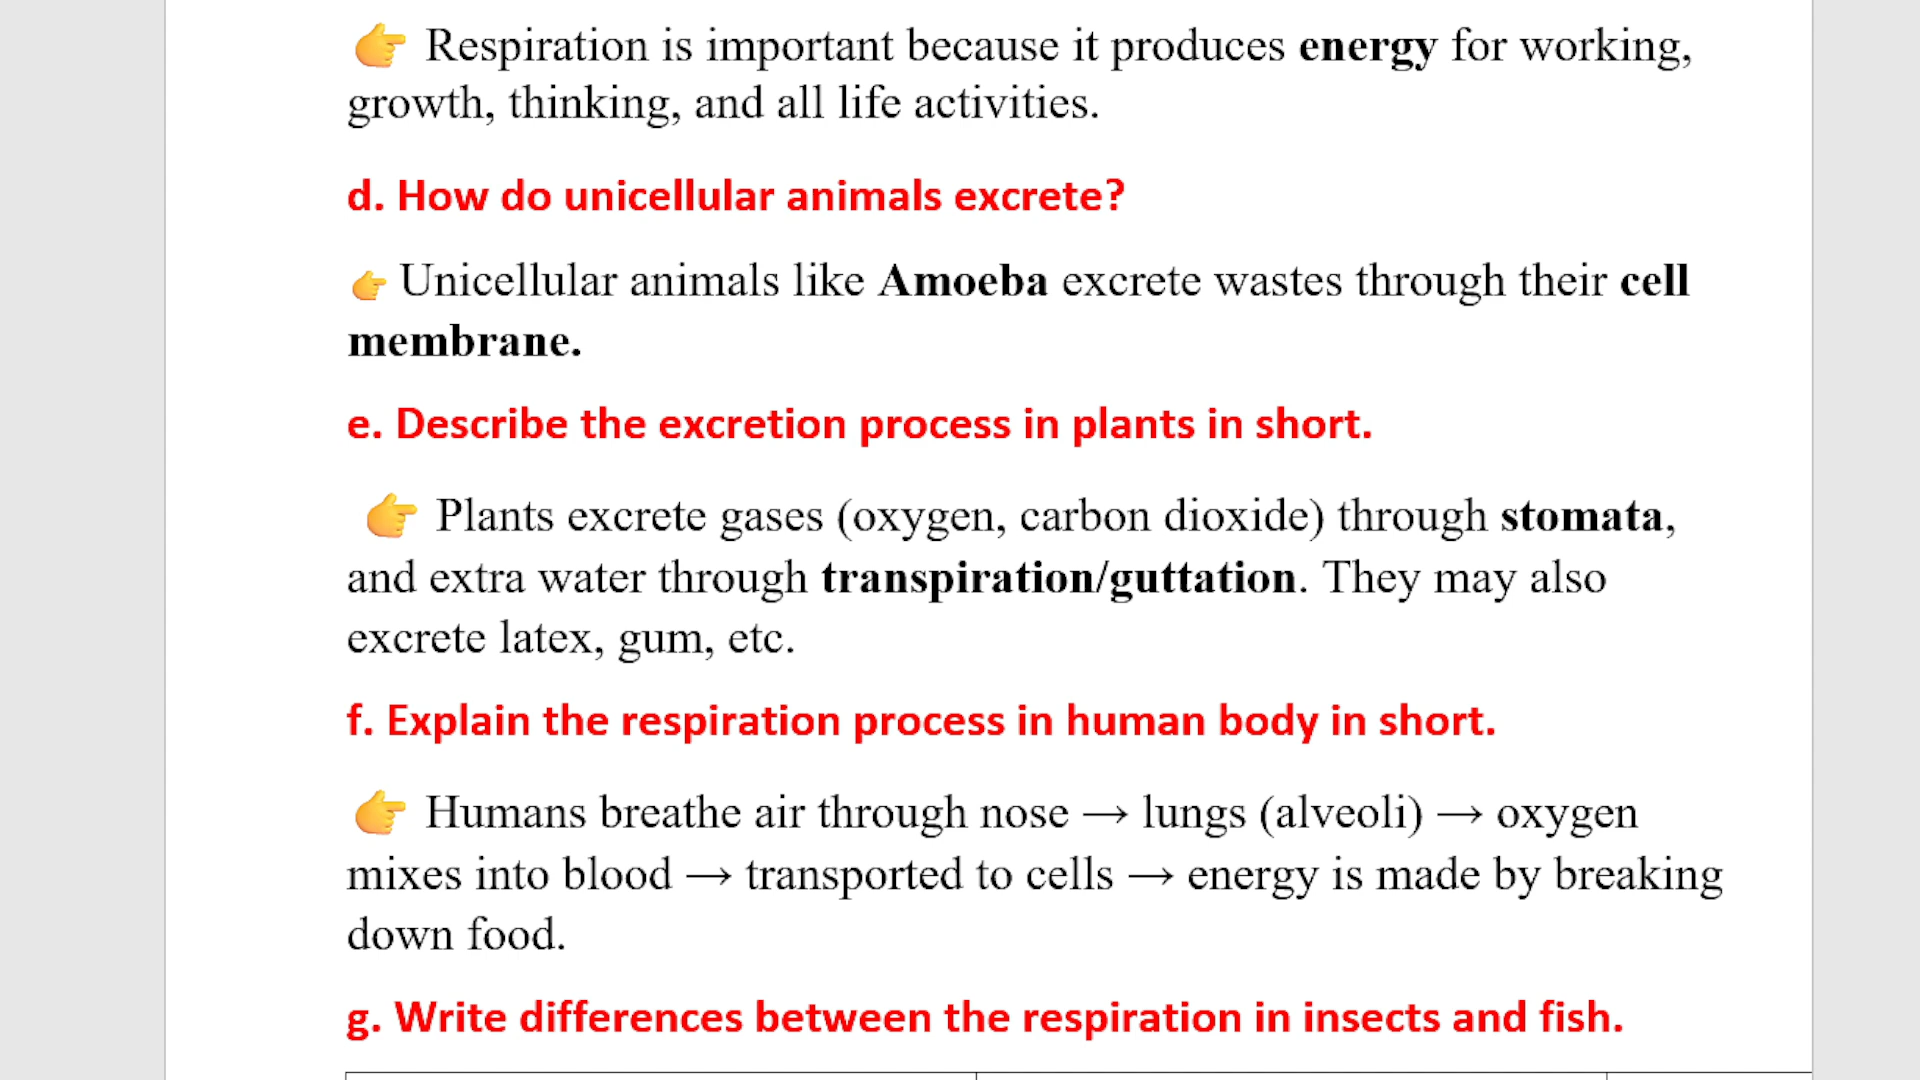 👉 Respiration is important because it produces energy for working,
growth, thinking, and all life activities.
d. How do unicellular animals excrete?
👉 Unicellular animals like Amoeba excrete wastes through their cell
membrane.
e. Describe the excretion process in plants in short.
👉 Plants excrete gases (oxygen, carbon dioxide) through stomata,
and extra water through transpiration/guttation. They may also
excrete latex, gum, etc.
f. Explain the respiration process in human body in short.
👉 Humans breathe air through nose → lungs (alveoli) → oxygen
mixes into blood → transported to cells → energy is made by breaking
down food.
g. Write differences between the respiration in insects and fish.